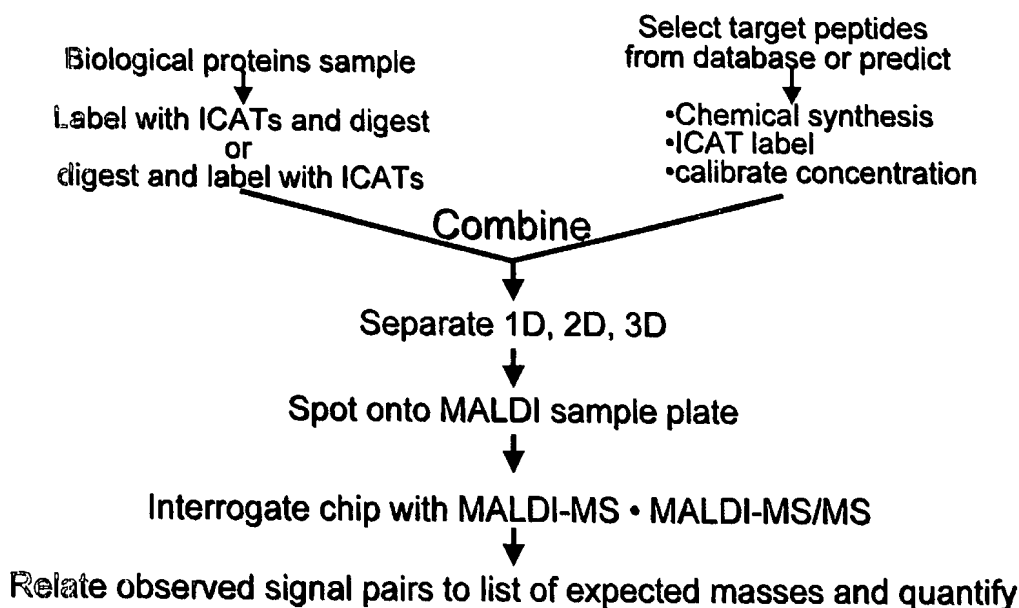 Biological proteins sample
Label with ICATs and digest
or
digest and label with ICATs
Select target peptides
from database or predict
•Chemical synthesis
•ICAT label
•calibrate concentration
Combine
Separate 1D, 2D, 3D
Spot onto MALDI sample plate
Interrogate chip with MALDI-MS • MALDI-MS/MS
Relate observed signal pairs to list of expected masses and quantify